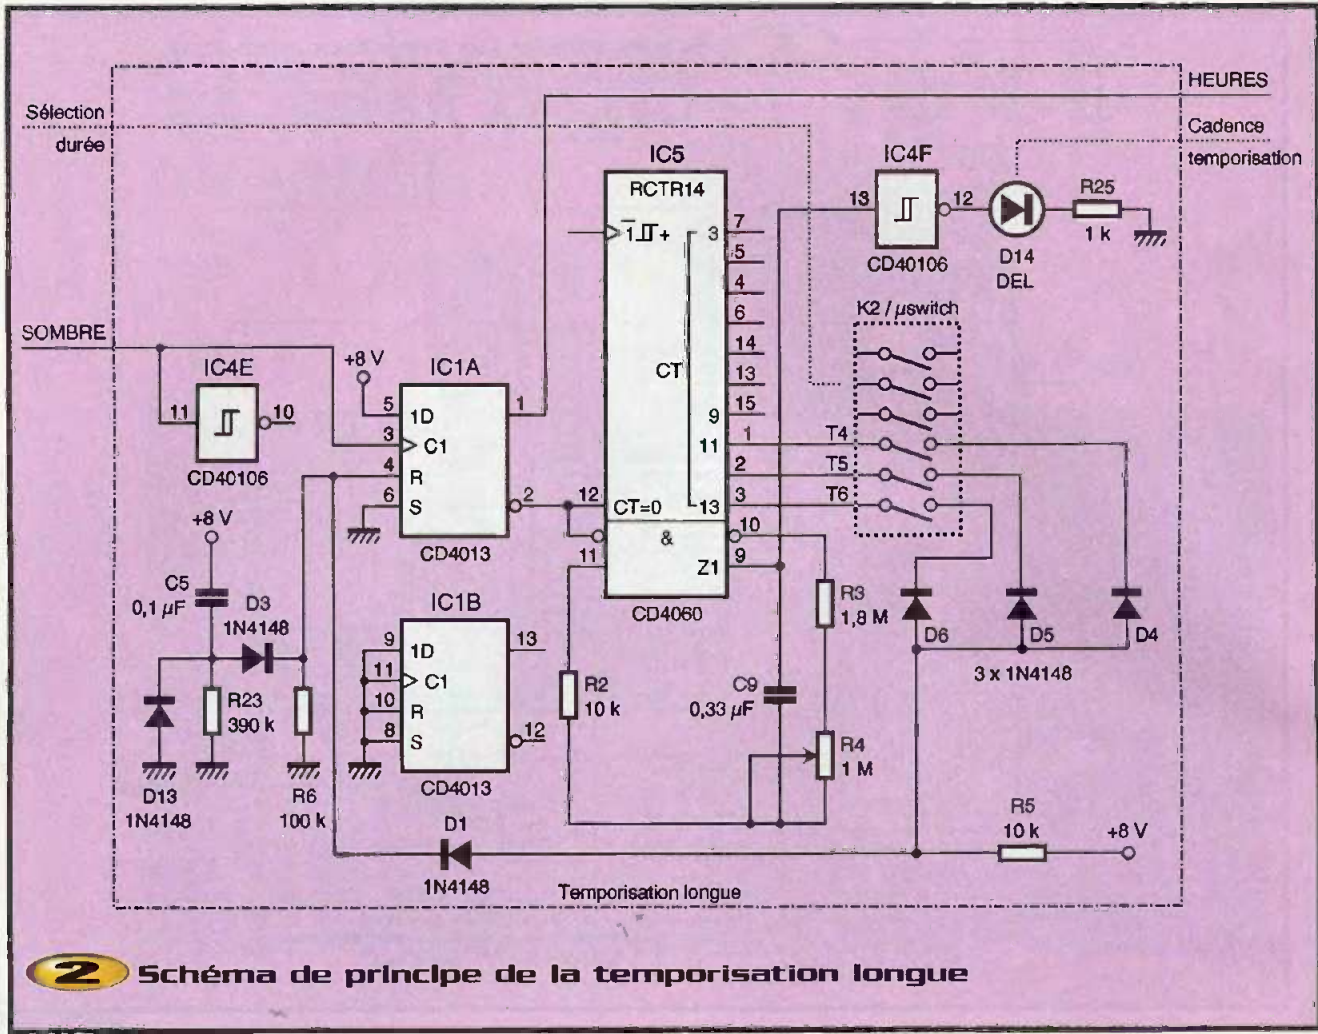 HEURES
Sélection
durée
Cadence
temporisation
IC5
RCTR14
IC4F
13
12
CD40106
D14
DEL
R25
1 k
K2 / µswitch
SOMBRE
IC4E
11
10
CD40106
+8 V
IC1A
5
1D
1
3
C1
4
R
6
S
2
CD4013
1 +
3
7
5
4
6
14
13
CT
9
15
11
1
T4
2
T5
13
3
T6
12
CT=0
&
10
11
Z1
9
CD4060
+8 V
C5
0,1 µF
D3
1N4148
R23
390 k
D13
1N4148
R6
100 k
IC1B
9
1D
13
11
C1
10
R
8
S
12
CD4013
R2
10 k
C9
0,33 µF
R3
1,8 M
R4
1 M
D6
D5
D4
3 x 1N4148
D1
1N4148
R5
10 k
+8 V
Temporisation longue
2 Schéma de principe de la temporisation longue